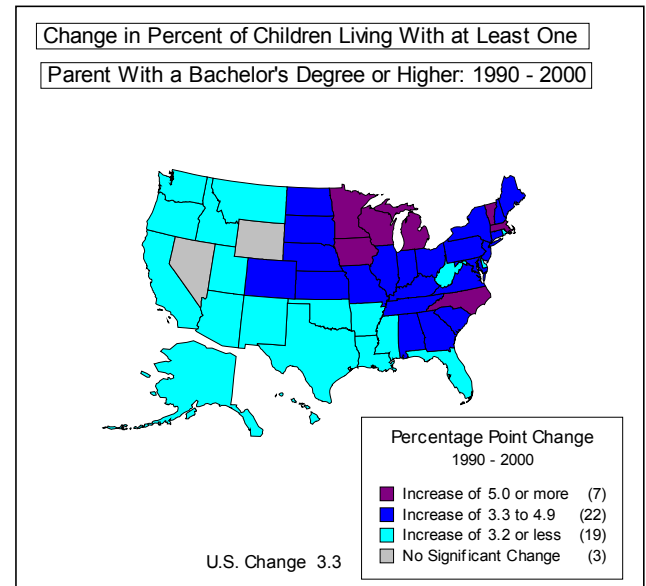 Change in Percent of Children Living With at Least One
Parent With a Bachelor's Degree or Higher: 1990 - 2000
Percentage Point Change
1990 - 2000
Increase of 5.0 or more (7)
Increase of 3.3 to 4.9 (22)
Increase of 3.2 or less (19)
No Significant Change (3)
U.S. Change 3.3